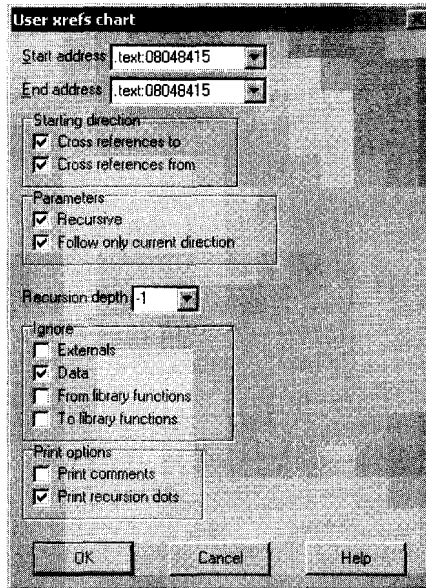 User xrefs chart
Start address .text:08048415
End address .text:08048415
Starting direction
Cross references to
Cross references from
Parameters
Recursive
Follow only current direction
Recursion depth -1
Ignore
Externals
Data
From library functions
To library functions
Print options
Print comments
Print recursion dots
OK Cancel Help